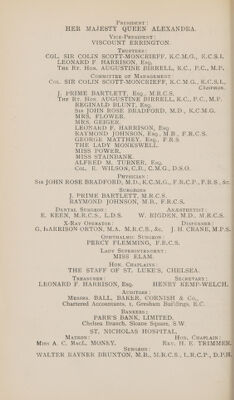 PRESIDENT:
HER MAJESTY QUEEN ALEXANDRA.
VICE-PRESIDENT:
VISCOUNT ERRINGTON.
TRUSTEES:
COL. SIR COLIN SCOTT-MONCRIEFF, K.C.M.G., K.C.S.I.
LEONARD F. HARRISON, Esq.
THE RT. HON. AUGUSTINE BIRRELL, K.C., P.C., M.P.
COMMITTEE OF MANAGEMENT:
COL. SIR COLIN SCOTT-MONCRIEFF, K.C.M.G., K.C.S.I.,
Chairman.
J. PRIME BARTLETT, Esq., M.R.C.S.
THE RT. HON. AUGUSTINE BIRRELL, K.C., P.C., M.P.
REGINALD BLUNT, Esq.
SIR JOHN ROSE BRADFORD, M.D., K.C.M.G.
MRS. FLOWER.
MRS. GEIGER.
LEONARD F. HARRISON, Esq.
RAYMOND JOHNSON, Esq., M.B., F.R.C.S.
GEORGE MATTHEY, Esq., F.R.S.
THE LADY MONKSWELL.
MISS POWER.
MISS STAINBANK.
ALFRED M. TURNER, Esq.
COL. E. WILSON, C.B., C.M.G., D.S.O.
PHYSICIAN:
SIR JOHN ROSE BRADFORD, M.D., K.C.M.G., F.R.C.P., F.R.S., &c.
SURGEONS
J. PRIME BARTLETT, M.R.C.S.
RAYMOND JOHNSON, M.B., F.R.C.S.
DENTAL SURGEON: ANÆSTHETIST:
E. KEEN, M.R.C.S., L.D.S. W. RIGDEN, M.D., M.R.C.S.
X-RAY OPERATOR: DISPENSER:
G. HARRISON ORTON, M.A. M.R.C.S., &c. J. H. CRANE, M.P.S.
OPHTHALMIC SURGEON:
PERCY FLEMMING, F.R.C.S.
LADY SUPERINTENDENT:
MISS ELAM.
HON. CHAPLAINS:
THE STAFF OF ST. LUKE'S, CHELSEA.
TREASURER: SECRETARY:
LEONARD F. HARRISON, Esq. HENRY KEMP-WELCH.
AUDITORS:
MESSRS. BALL, BAKER, CORNISH & Co.,
Chartered Accountants, 1, Gresham Buildings, E.C.
BANKERS:
PARR'S BANK, LIMITED,
Chelsea Branch, Sloane Square, S.W.
ST. NICHOLAS HOSPITAL.
MATRON: HON. CHAPLAIN:
MISS A. C. MACL. MONEY. REV. H. E. TRIMMER.
SURGEON:
WALTER RAYNER BRUNTON, M.B., M.R.C.S., L.R.C.P., D.P.H.